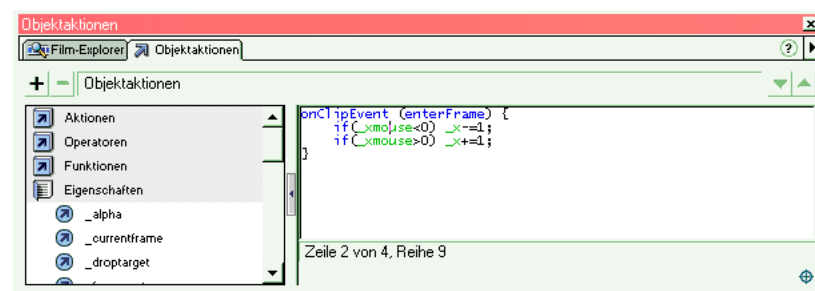 Objektaktionen
Film-Explorer Objektaktionen
+ - Objektaktionen
Aktionen
Operatoren
Funktionen
Eigenschaften
_alpha
_currentframe
_droptarget
onClipEvent (enterFrame) {
if(_xmouse<0) _x-=1;
if(_xmouse>0) _x+=1;
}
Zeile 2 von 4, Reihe 9